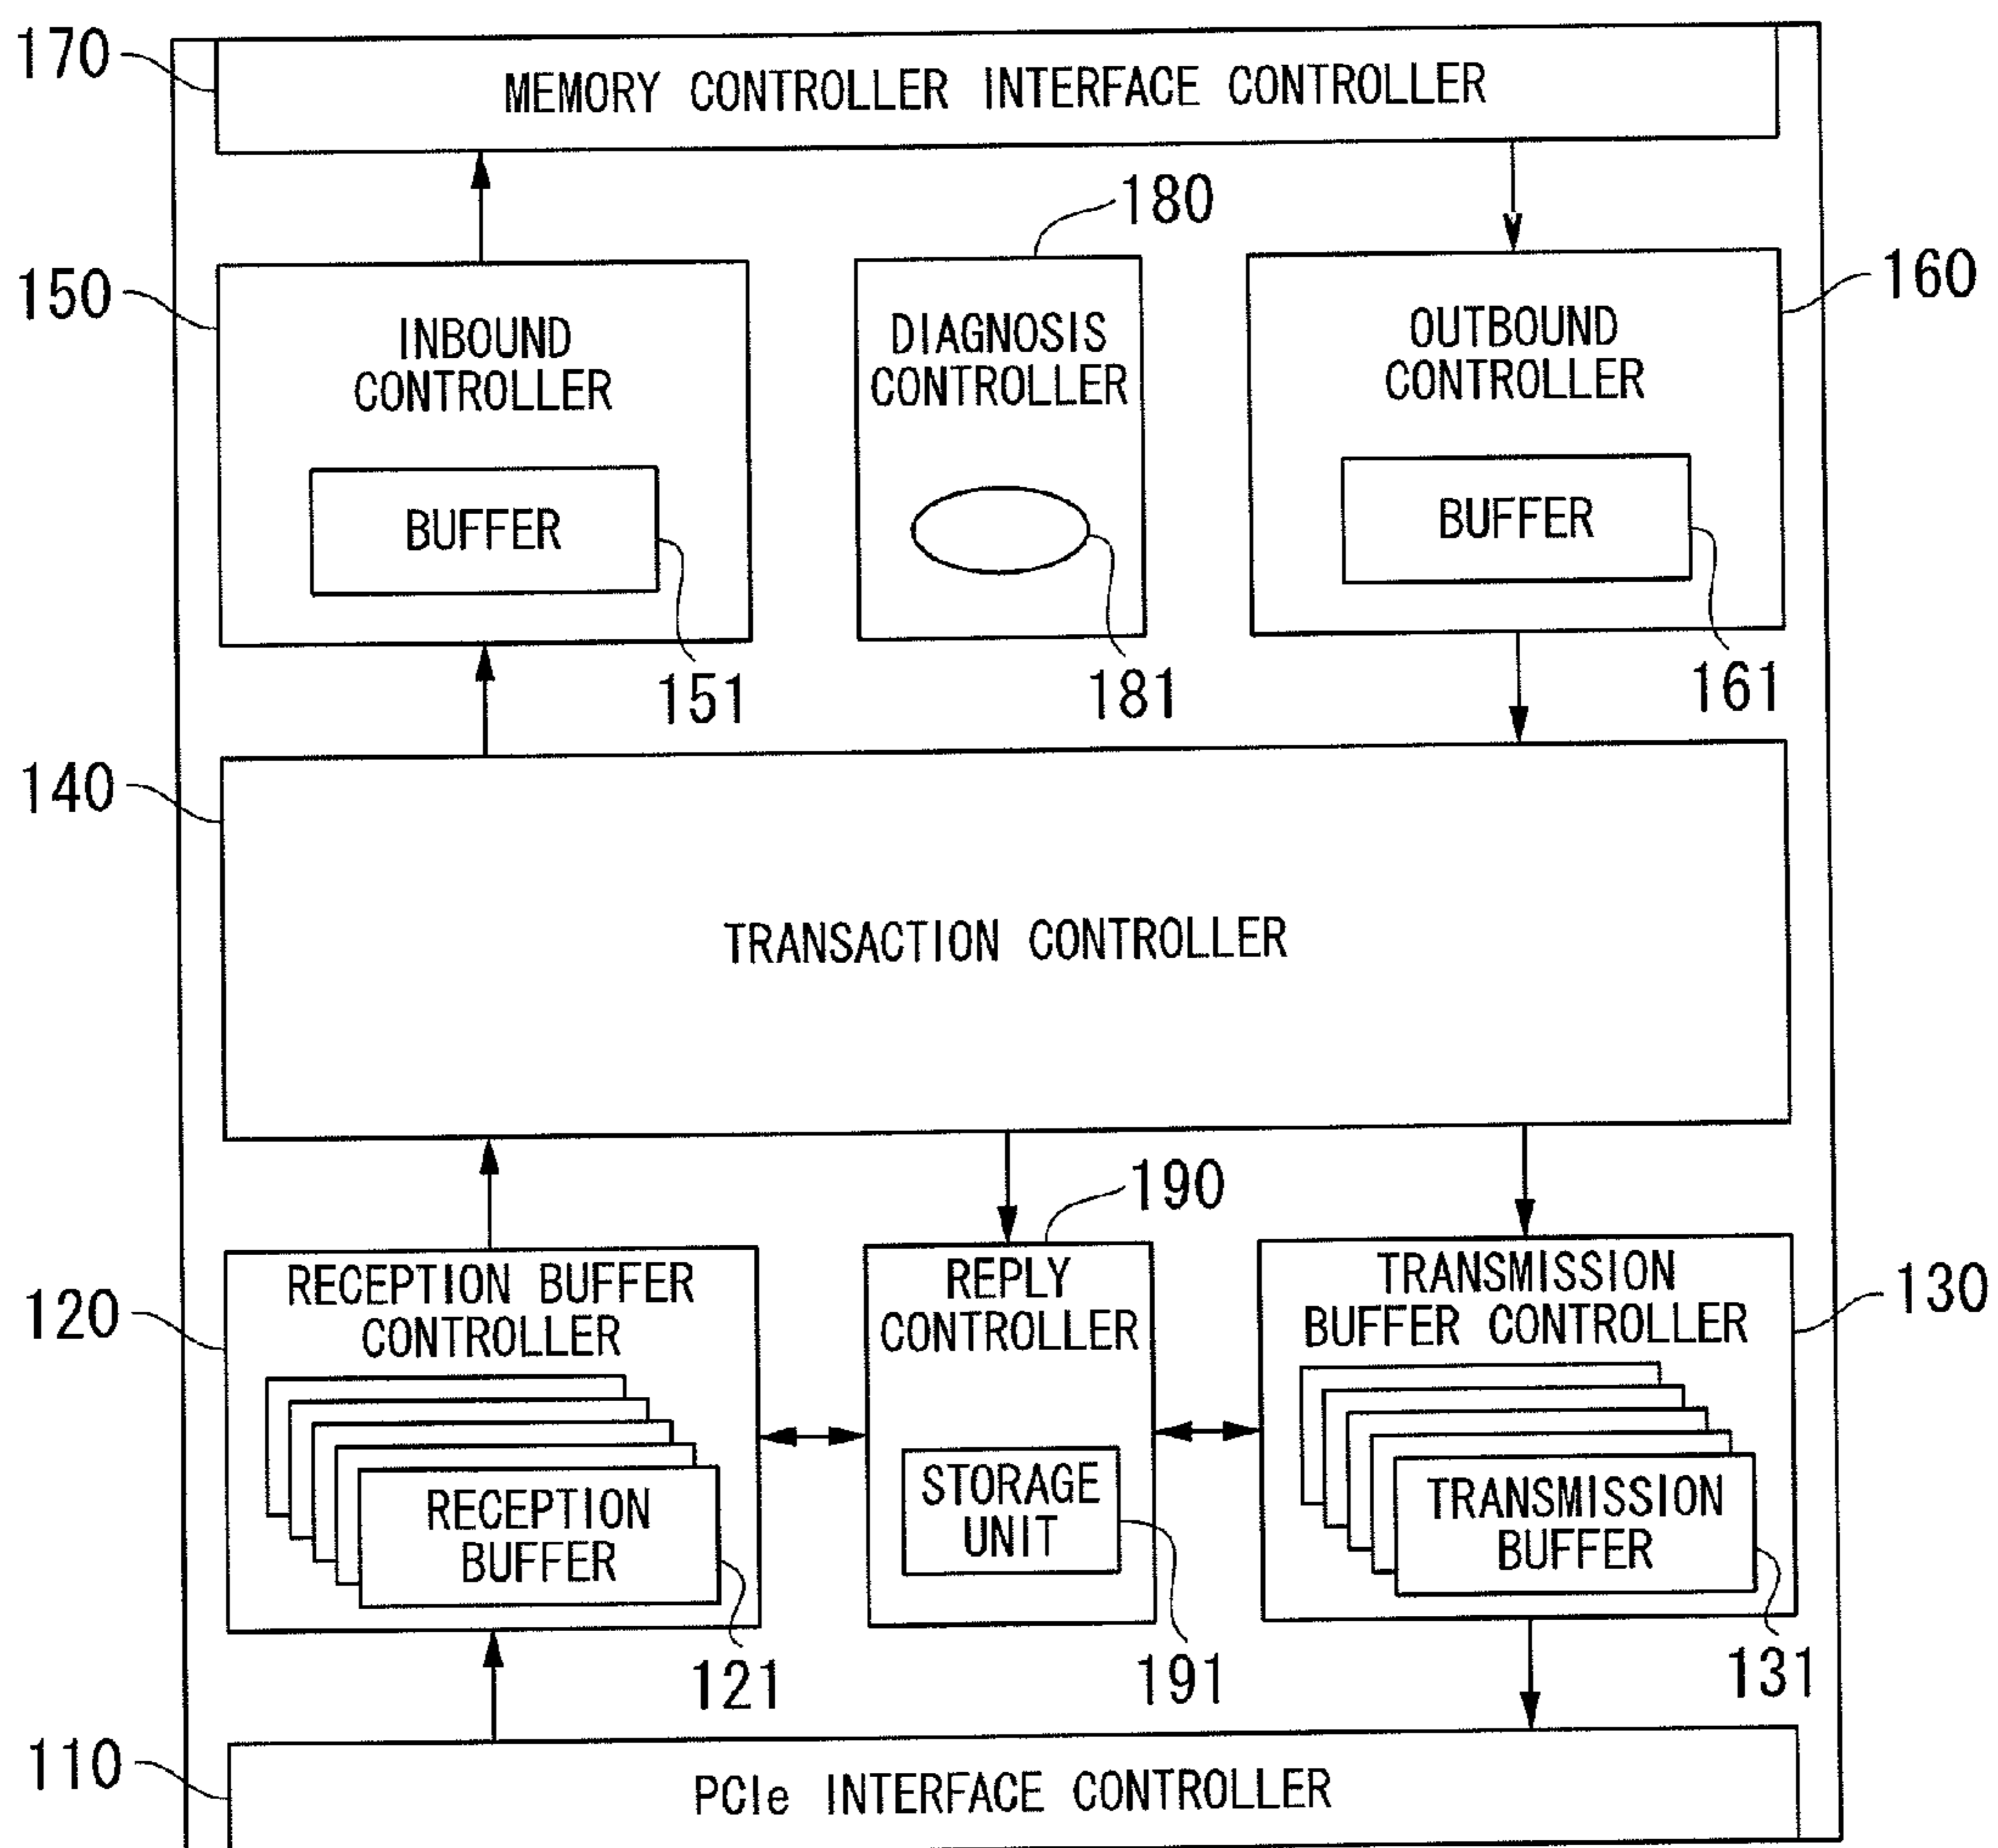 170
MEMORY CONTROLLER INTERFACE CONTROLLER
180
150
INBOUND
CONTROLLER
BUFFER
151
DIAGNOSIS
CONTROLLER
181
160
OUTBOUND
CONTROLLER
BUFFER
161
140
TRANSACTION CONTROLLER
190
120
RECEPTION BUFFER
CONTROLLER
RECEPTION
BUFFER
121
REPLY
CONTROLLER
STORAGE
UNIT
191
130
TRANSMISSION
BUFFER CONTROLLER
TRANSMISSION
BUFFER
131
110
PCIe INTERFACE CONTROLLER